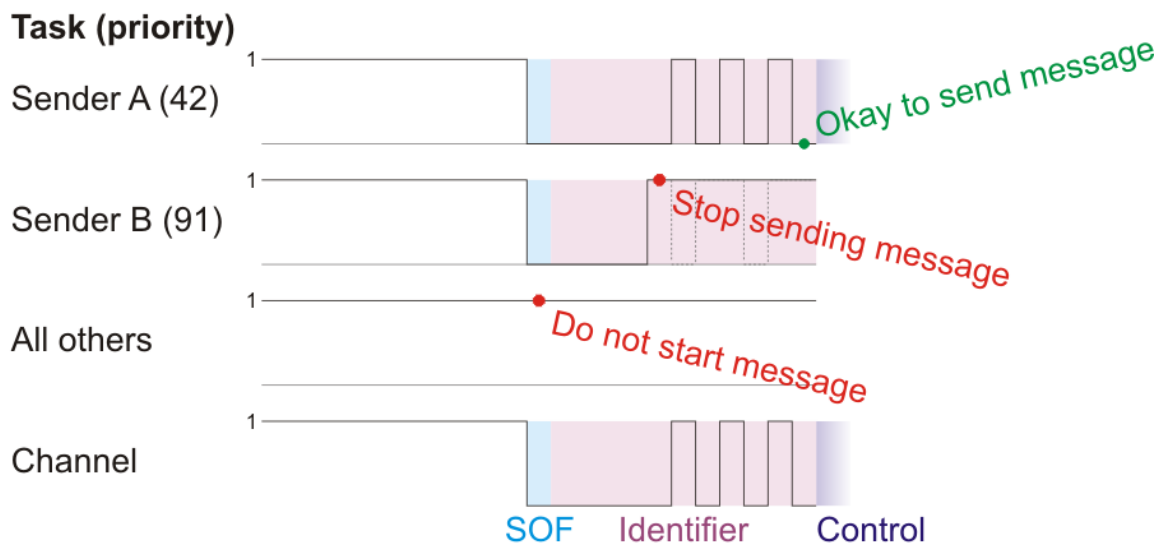 Task (priority)
1
Sender A (42)
Okay to send message
1
Sender B (91)
Stop sending message
1
All others
Do not start message
1
Channel
SOF Identifier Control